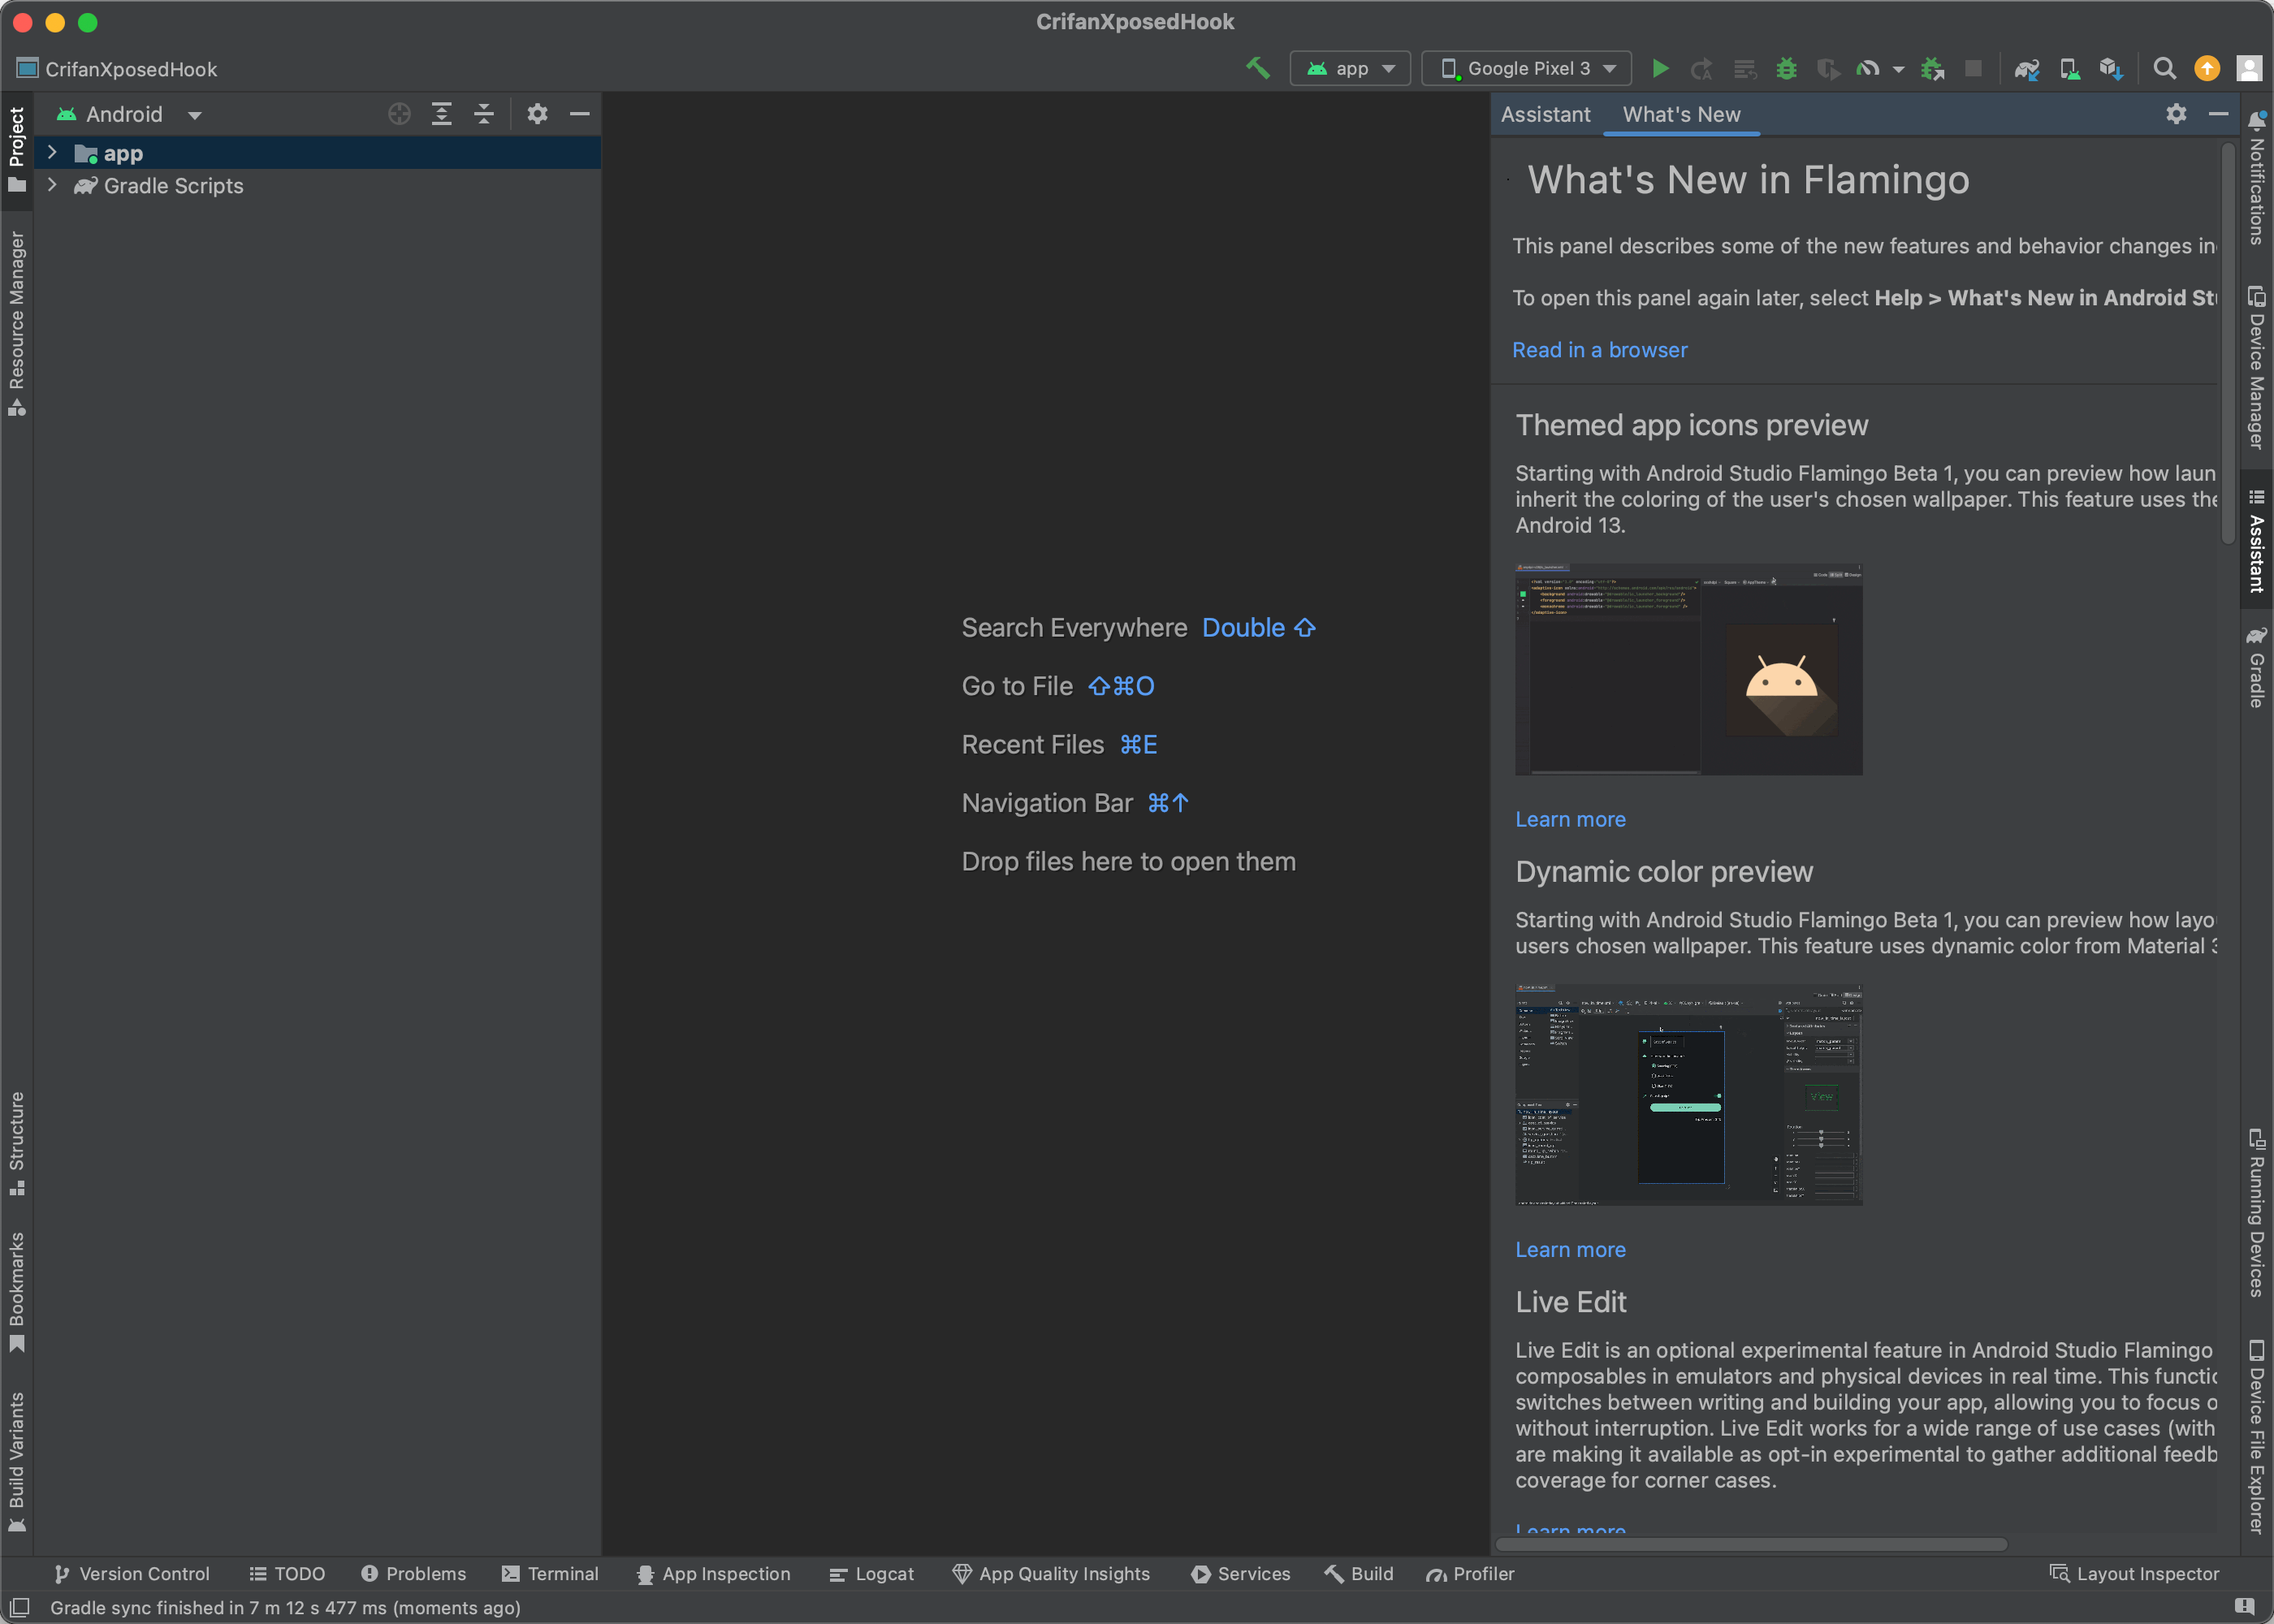 CrifanXposedHook
CrifanXposedHook
app
Google Pixel 3
Project
Resource Manager
Structure
Bookmarks
Build Variants
Android
app
Gradle Scripts
Search Everywhere Double ⇧
Go to File ⇧⌘O
Recent Files ⌘E
Navigation Bar ⌘↑
Drop files here to open them
Assistant What's New
What's New in Flamingo
This panel describes some of the new features and behavior changes in
To open this panel again later, select Help > What's New in Android St
Read in a browser
Themed app icons preview
Starting with Android Studio Flamingo Beta 1, you can preview how laun
inherit the coloring of the user's chosen wallpaper. This feature uses the
Android 13.
Learn more
Dynamic color preview
Starting with Android Studio Flamingo Beta 1, you can preview how layo
users chosen wallpaper. This feature uses dynamic color from Material 3
View
Learn more
Live Edit
Live Edit is an optional experimental feature in Android Studio Flamingo
composables in emulators and physical devices in real time. This functio
switches between writing and building your app, allowing you to focus o
without interruption. Live Edit works for a wide range of use cases (with
are making it available as opt-in experimental to gather additional feedb
coverage for corner cases.
Learn more
Notifications
Device Manager
Assistant
Gradle
Running Devices
Device File Explorer
Version Control TODO Problems Terminal App Inspection Logcat App Quality Insights Services Build Profiler Layout Inspector
Gradle sync finished in 7 m 12 s 477 ms (moments ago)